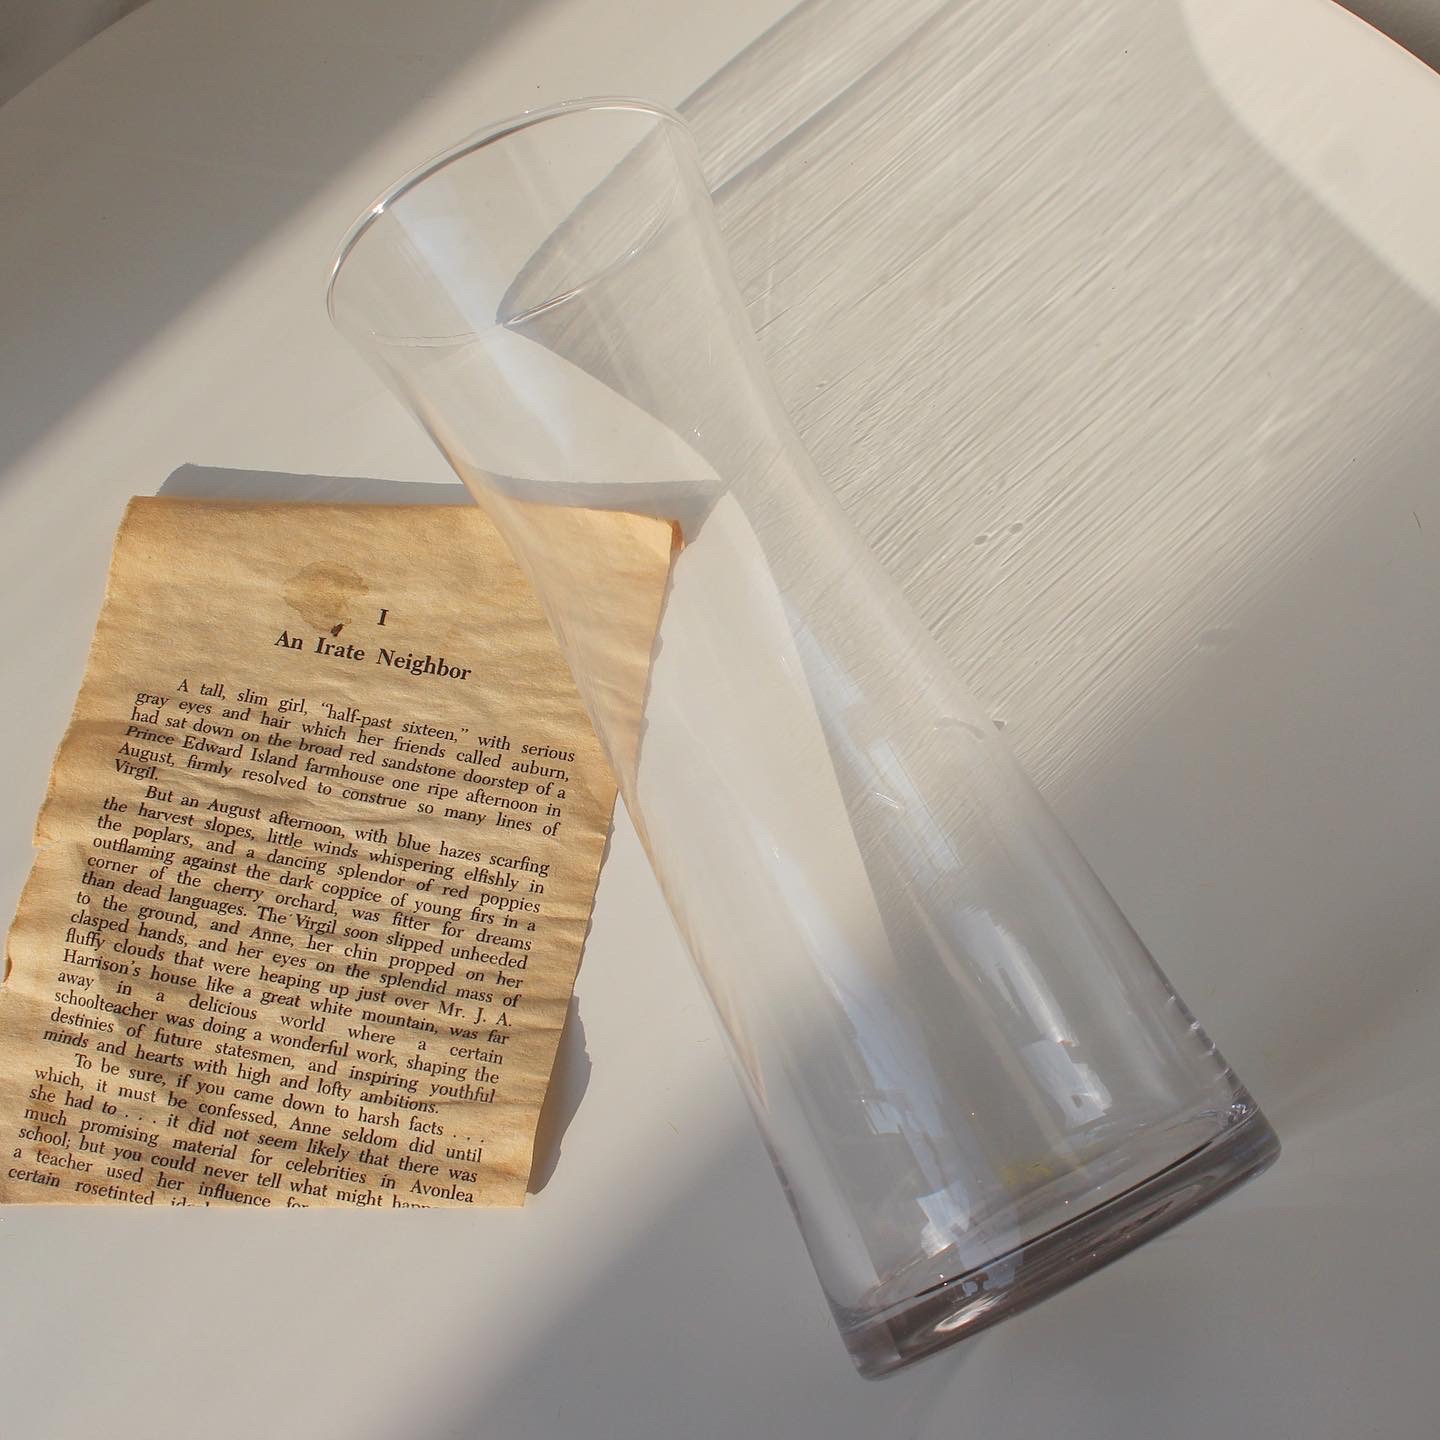 I
An Irate Neighbor
A tall, slim girl, “half-past sixteen,” with serious
gray eyes and hair which her friends called auburn,
had sat down on the broad red sandstone doorstep of a
Prince Edward Island farmhouse one ripe afternoon in
August, firmly resolved to construe so many lines of
Virgil.
But an August afternoon, with blue hazes scarfing
the harvest slopes, little winds whispering elfishly in
the poplars, and a dancing splendor of red poppies
outflaming against the dark coppice of young firs in a
corner of the cherry orchard, was fitter for dreams
than dead languages. The Virgil soon slipped unheeded
to the ground, and Anne, her chin propped on her
clasped hands, and her eyes on the splendid mass of
fluffy clouds that were heaping up just over Mr. J. A.
Harrison’s house like a great white mountain, was far
away in a delicious world where a certain
schoolteacher was doing a wonderful work, shaping the
destinies of future statesmen, and inspiring youthful
minds and hearts with high and lofty ambitions.
To be sure, if you came down to harsh facts . . .
which, it must be confessed, Anne seldom did until
she had to . . . it did not seem likely that there was
much promising material for celebrities in Avonlea
school; but you could never tell what might happ
a teacher used her influence for
certain rosetinted